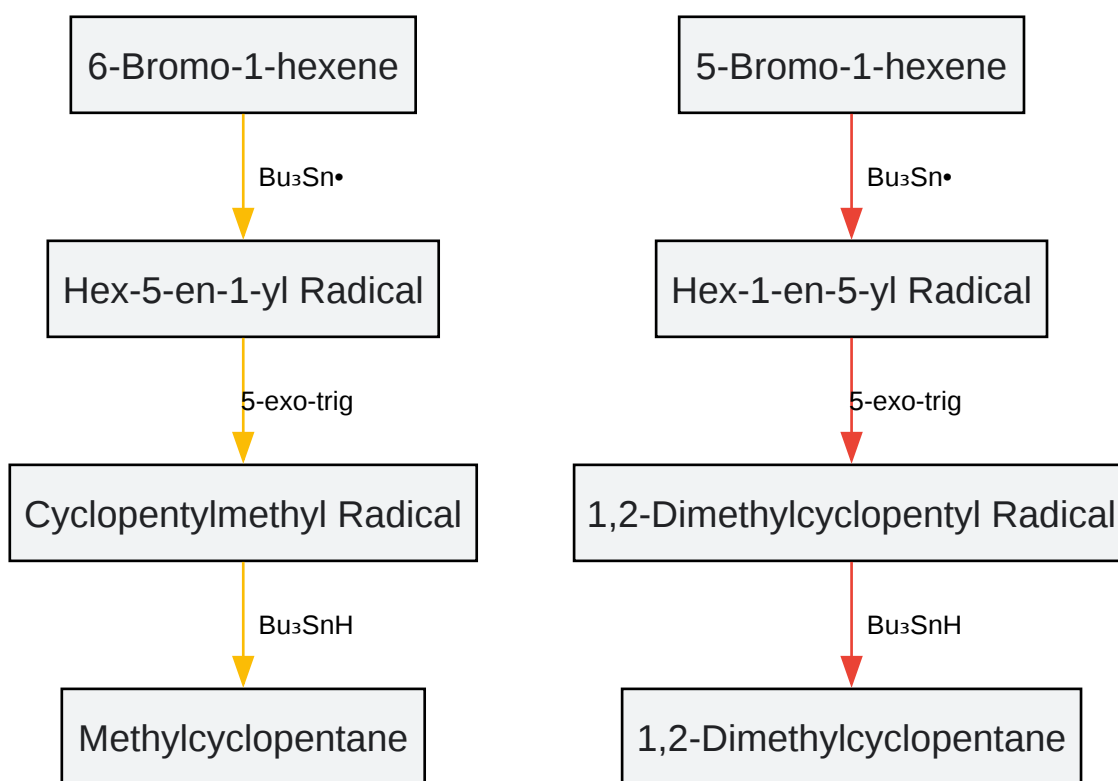 6-Bromo-1-hexene
5-Bromo-1-hexene
Bu₃Sn•
Bu₃Sn•
Hex-5-en-1-yl Radical
Hex-1-en-5-yl Radical
5-exo-trig
5-exo-trig
Cyclopentylmethyl Radical
1,2-Dimethylcyclopentyl Radical
Bu₃SnH
Bu₃SnH
Methylcyclopentane
1,2-Dimethylcyclopentane